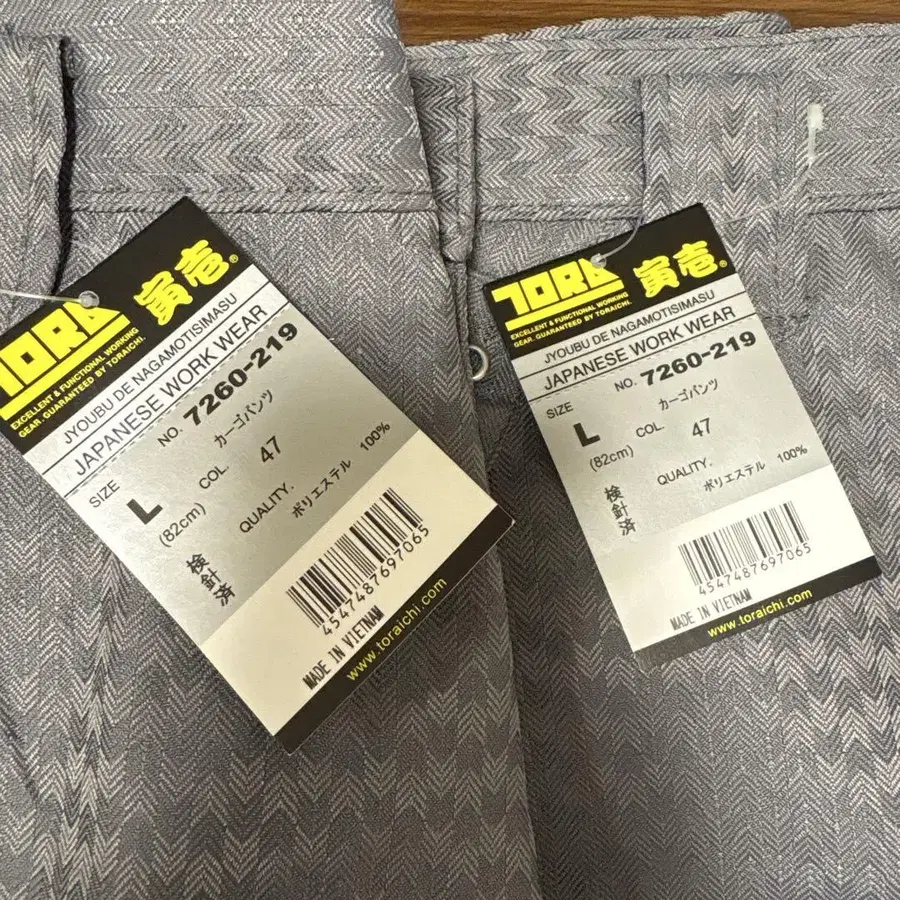 TORA 寅壱®
EXCELLENT & FUNCTIONAL WORKING
GEAR. GUARANTEED BY TORAICHI.
JYOUBU DE NAGAMOTISIMASU
JAPANESE WORK WEAR
NO. 7260-219
カーゴパンツ
SIZE
L
(82cm)
COL.
47
QUALITY.
ポリエステル 100%
検針済
4547487697065
MADE IN VIETNAM
www.toraichi.com
TORA 寅壱®
EXCELLENT & FUNCTIONAL WORKING
GEAR. GUARANTEED BY TORAICHI.
JYOUBU DE NAGAMOTISIMASU
JAPANESE WORK WEAR
NO. 7260-219
カーゴパンツ
SIZE
L
(82cm)
COL.
47
QUALITY.
ポリエステル 100%
検針済
4547487697065
MADE IN VIETNAM
www.toraichi.com